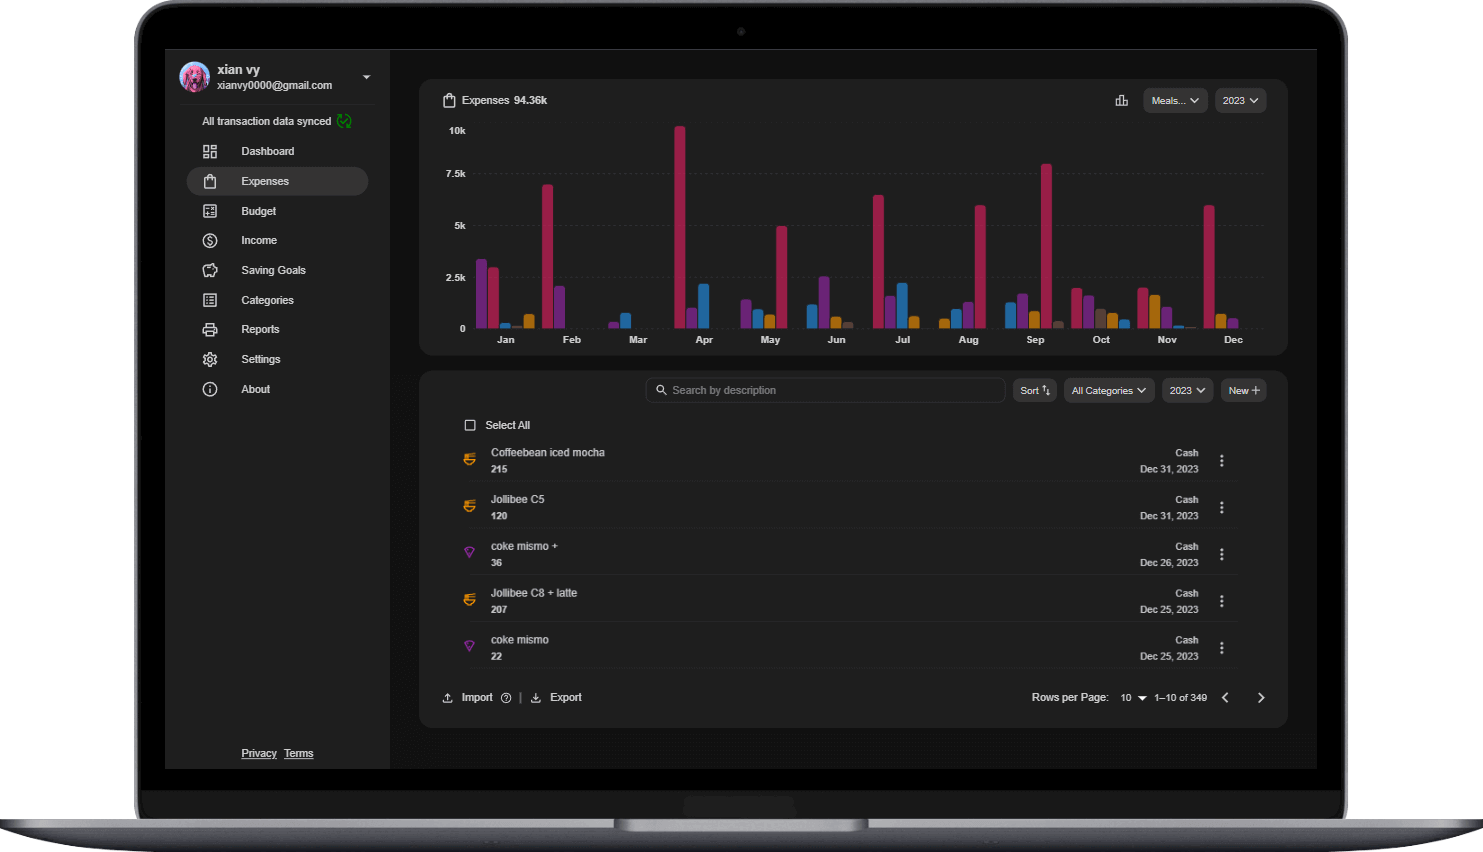 xian vy
xianvy0000@gmail.com
All transaction data synced
Dashboard
Expenses
Budget
Income
Saving Goals
Categories
Reports
Settings
About
Privacy Terms
Expenses 94.36k
Meals... 2023
10k
7.5k
5k
2.5k
0
Jan Feb Mar Apr May Jun Jul Aug Sep Oct Nov Dec
Search by description Sort All Categories 2023 New +
Select All
Coffeebean iced mocha Cash
215 Dec 31, 2023
Jollibee C5 Cash
120 Dec 31, 2023
coke mismo + Cash
36 Dec 26, 2023
Jollibee C8 + latte Cash
207 Dec 25, 2023
coke mismo Cash
22 Dec 25, 2023
Import | Export Rows per Page: 10 1–10 of 349